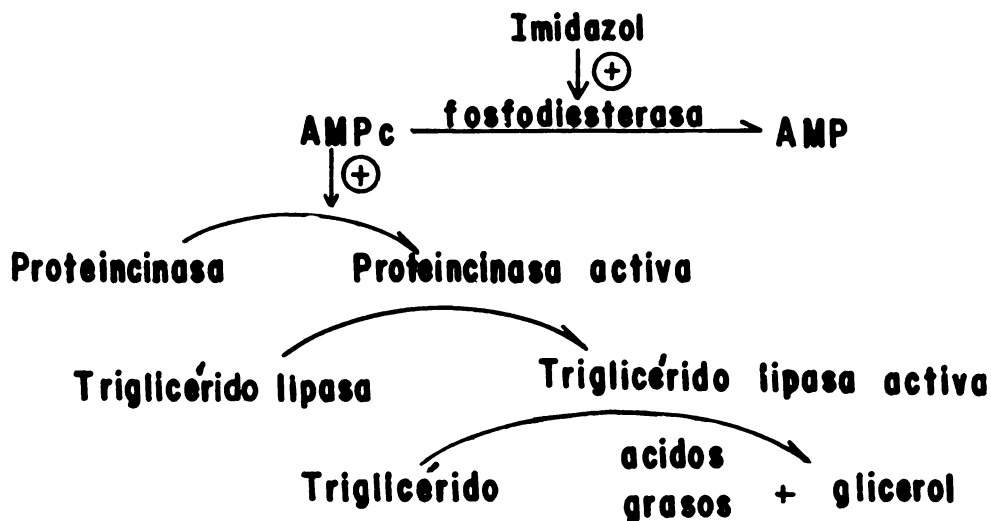 Imidazol
+
fosfodiesterasa
AMPc AMP
+
Proteincinasa Proteincinasa activa
Triglicérido lipasa Triglicérido lipasa activa
acidos
Triglicérido grasos + glicerol